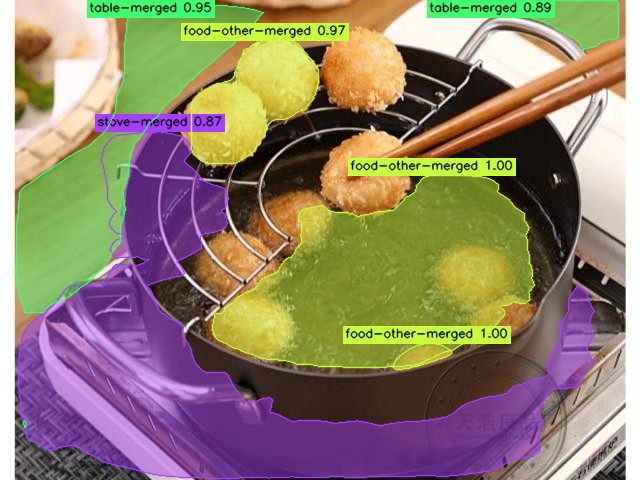 table-merged 0.95
table-merged 0.89
food-other-merged 0.97
stove-merged 0.87
food-other-merged 1.00
food-other-merged 1.00